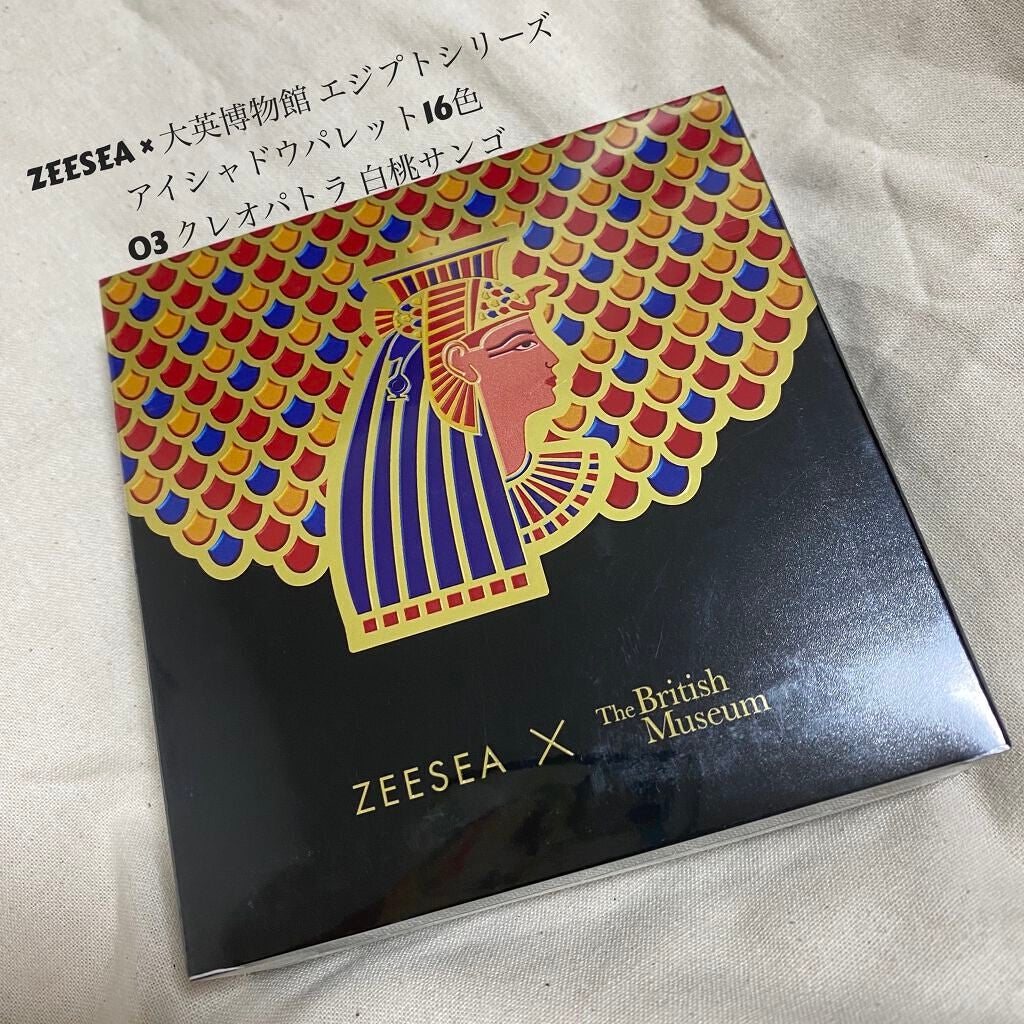 ZEESEA × 大英博物館 エジプトシリーズ
アイシャドウパレット16色
03 クレオパトラ 白桃サンゴ
ZEESEA × The British Museum